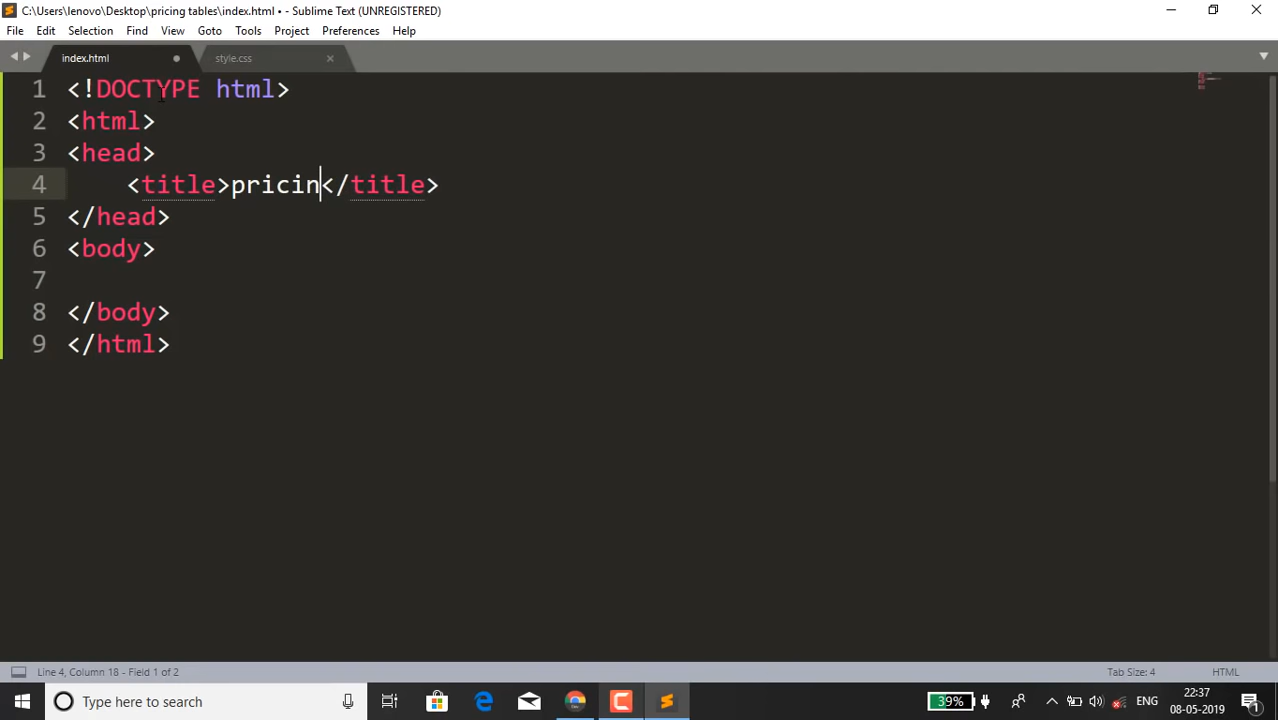 C:\Users\lenovo\Desktop\pricing tables\index.html • - Sublime Text (UNREGISTERED)
File Edit Selection Find View Goto Tools Project Preferences Help
index.html style.css
1 <!DOCTYPE html>
2 <html>
3 <head>
4 <title>pricin</title>
5 </head>
6 <body>
7
8 </body>
9 </html>
Line 4, Column 18 - Field 1 of 2 Tab Size: 4 HTML
Type here to search 39% ENG 22:37
08-05-2019 1